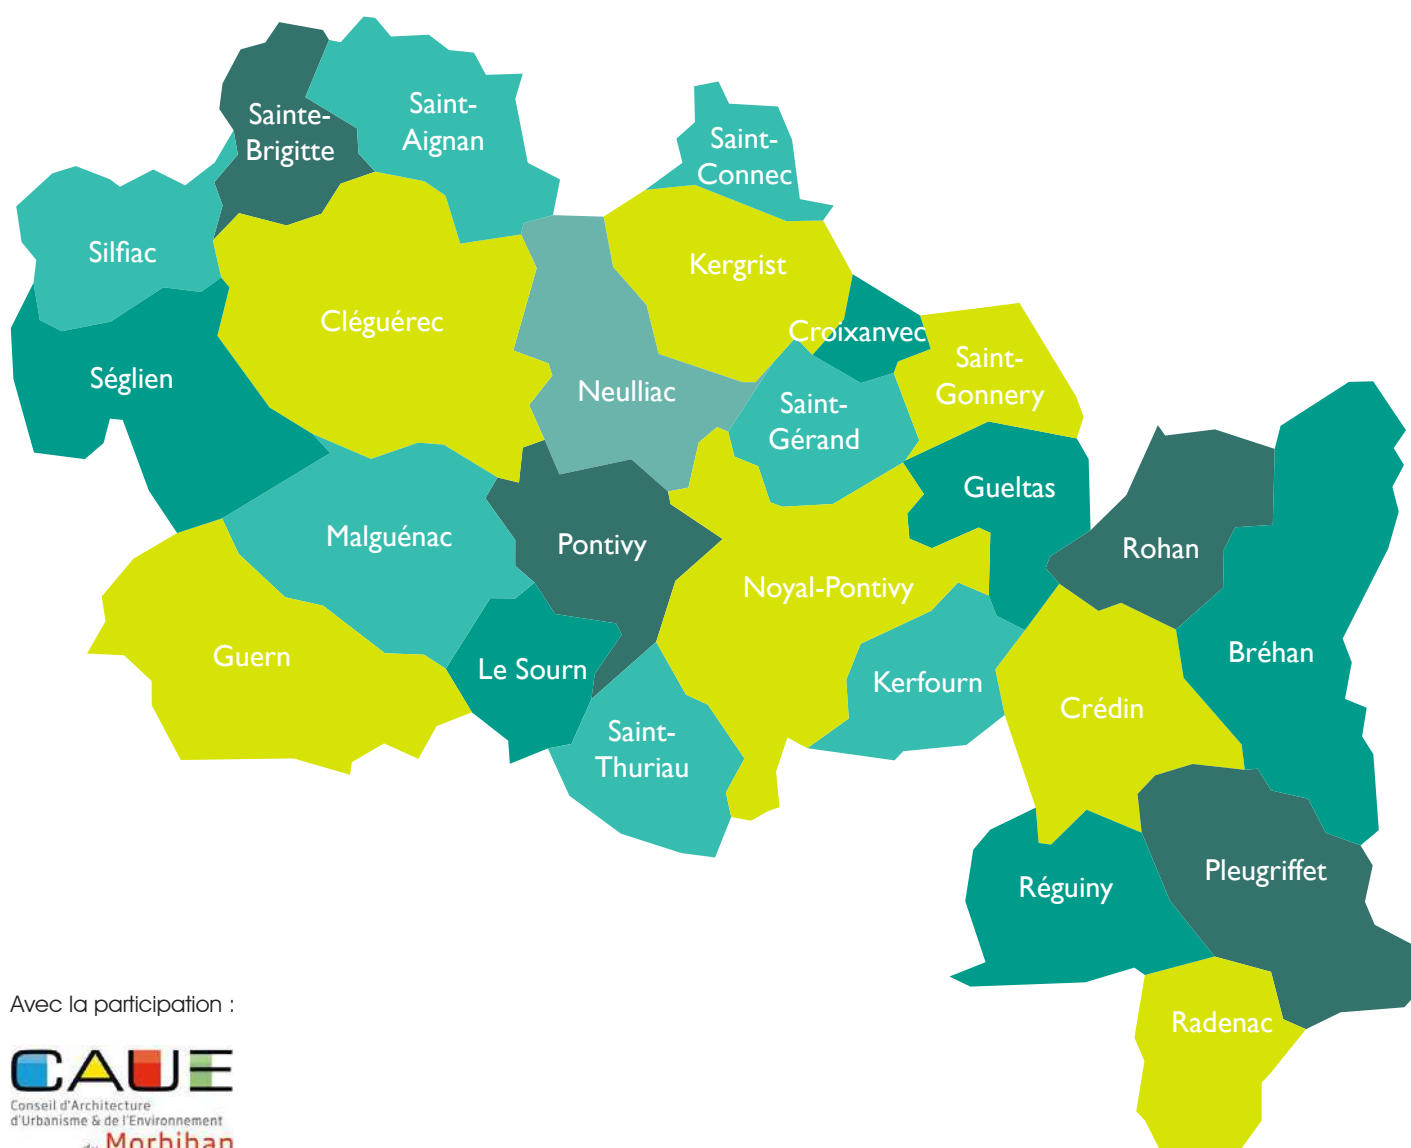 Sainte-
Brigitte
Saint-
Aignan
Saint-
Connec
Silfiac
Kergrist
Cléguérec
Croixanvec
Séglien
Neulliac
Saint-
Gonnery
Saint-
Gérand
Gueltas
Malguénac
Pontivy
Rohan
Noyal-Pontivy
Guern
Le Sourn
Kerfourn
Bréhan
Crédin
Saint-
Thuriau
Pleugriffet
Réguiny
Radenac
Avec la participation :
CAUE
Conseil d'Architecture
d'Urbanisme & de l'Environnement
du Morbihan